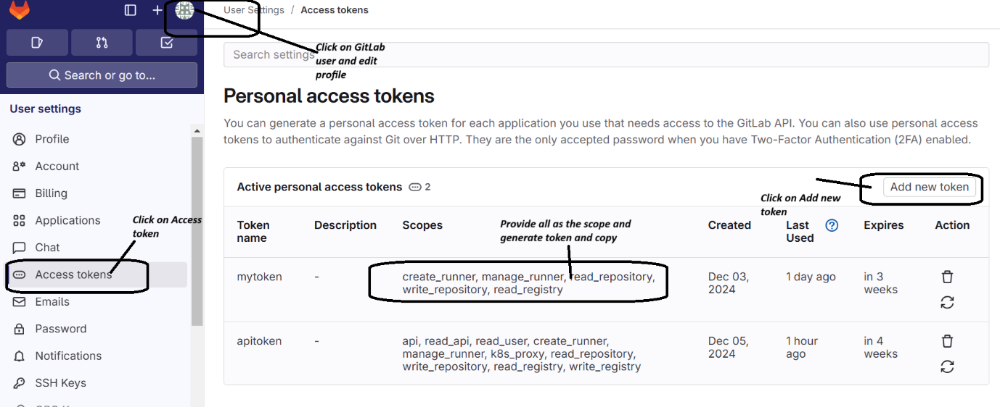 User Settings / Access tokens
Click on GitLab
user and edit
profile
Search settings
Search or go to...
Personal access tokens
User settings
You can generate a personal access token for each application you use that needs access to the GitLab API. You can also use personal access
tokens to authenticate against Git over HTTP. They are the only accepted password when you have Two-Factor Authentication (2FA) enabled.
Profile
Account
Billing
Applications
Chat
Access tokens
Emails
Password
Notifications
SSH Keys
Click on Access
token
Active personal access tokens 2
Add new token
Click on Add new
token
Provide all as the scope and
generate token and copy
Token name Description Scopes Created Last Used Expires Action
mytoken - create_runner, manage_runner, read_repository,
write_repository, read_registry
Dec 03,
2024
1 day ago
in 3
weeks
apitoken - api, read_api, read_user, create_runner,
manage_runner, k8s_proxy, read_repository,
write_repository, read_registry, write_registry
Dec 05,
2024
1 hour
ago
in 4
weeks